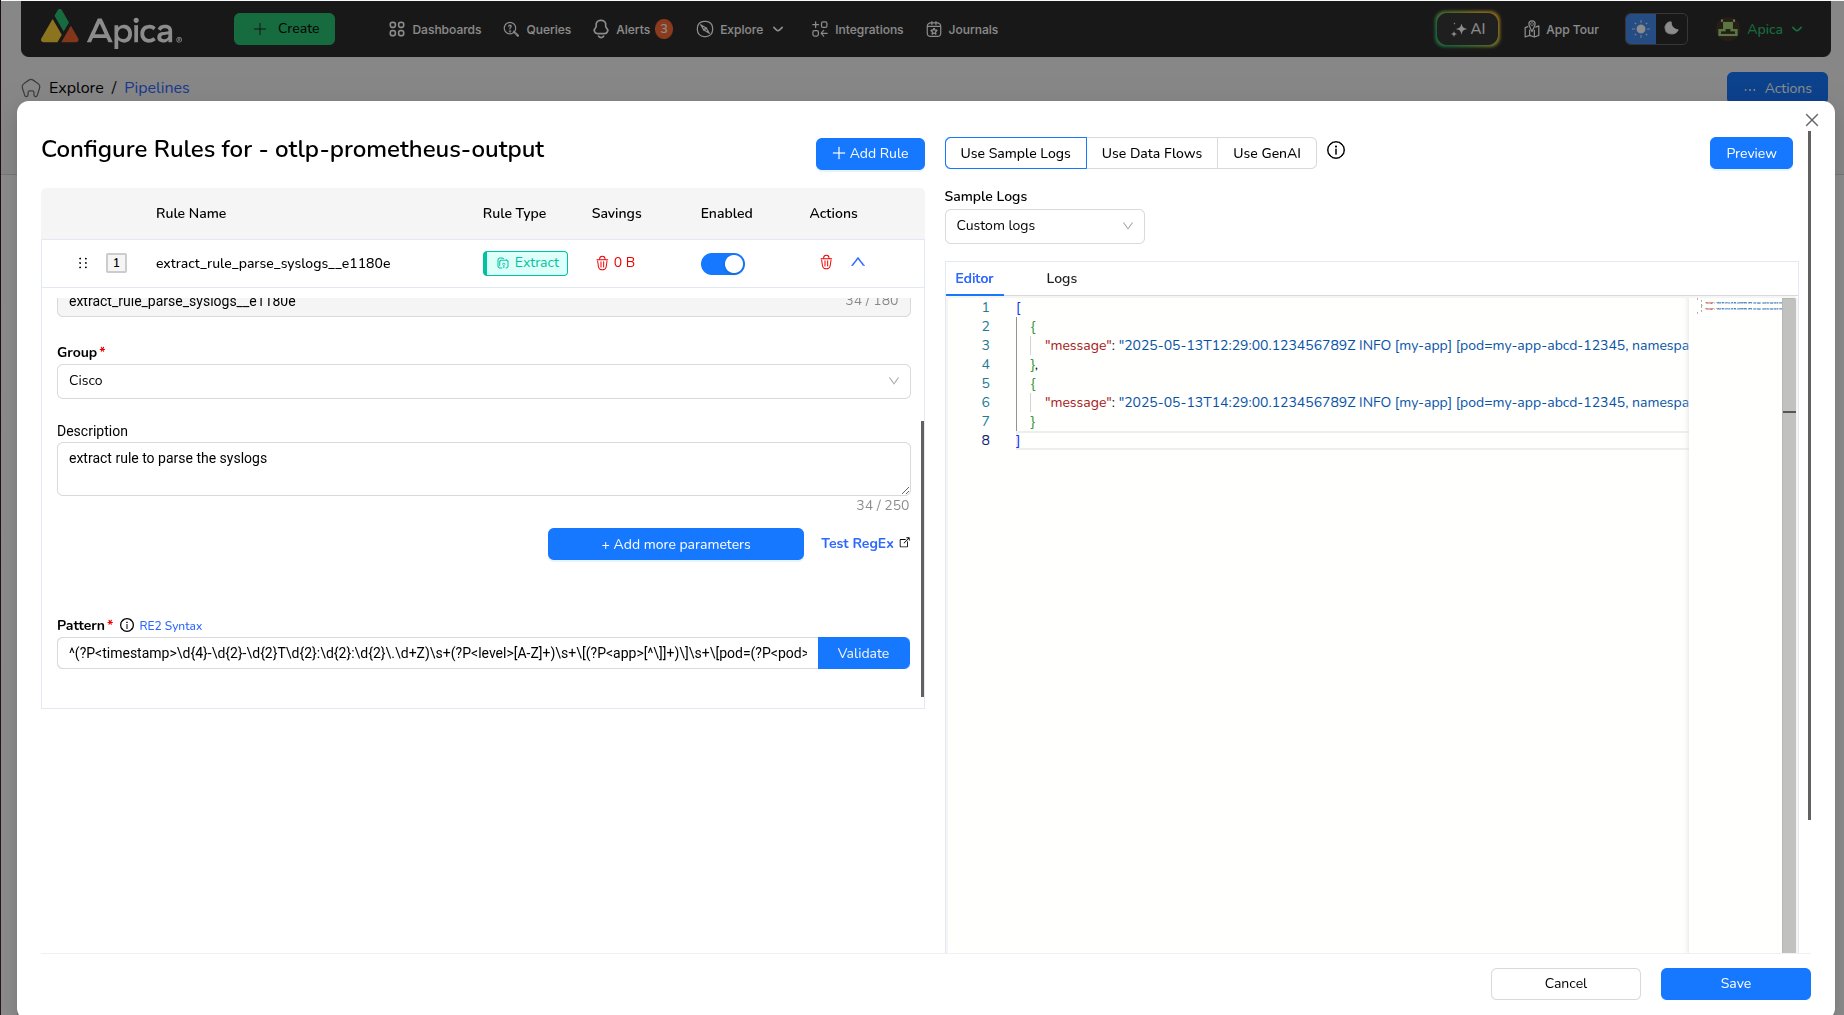 Apica
Create
Dashboards
Queries
Alerts 3
Explore
Integrations
Journals
AI
App Tour
Apica
Explore / Pipelines
··· Actions
Configure Rules for - otlp-prometheus-output
+ Add Rule
Use Sample Logs
Use Data Flows
Use GenAI
Preview
Rule Name
Rule Type
Savings
Enabled
Actions
1
extract_rule_parse_syslogs__e1180e
Extract
0 B
extract_rule_parse_syslogs__e1180e
34 / 180
Group*
Cisco
Description
extract rule to parse the syslogs
34 / 250
+ Add more parameters
Test RegEx
Pattern*
RE2 Syntax
^(?P<timestamp>\d{4}-\d{2}-\d{2}T\d{2}:\d{2}:\d{2}\.\d+Z)\s+(?P<level>[A-Z]+)\s+\[(?P<app>[^\]]+)\]\s+\[pod=(?P<pod>
Validate
Sample Logs
Custom logs
Editor
Logs
1 [
2 {
3 "message": "2025-05-13T12:29:00.123456789Z INFO [my-app] [pod=my-app-abcd-12345, namespa
4 },
5 {
6 "message": "2025-05-13T14:29:00.123456789Z INFO [my-app] [pod=my-app-abcd-12345, namespa
7 }
8 ]
Cancel
Save